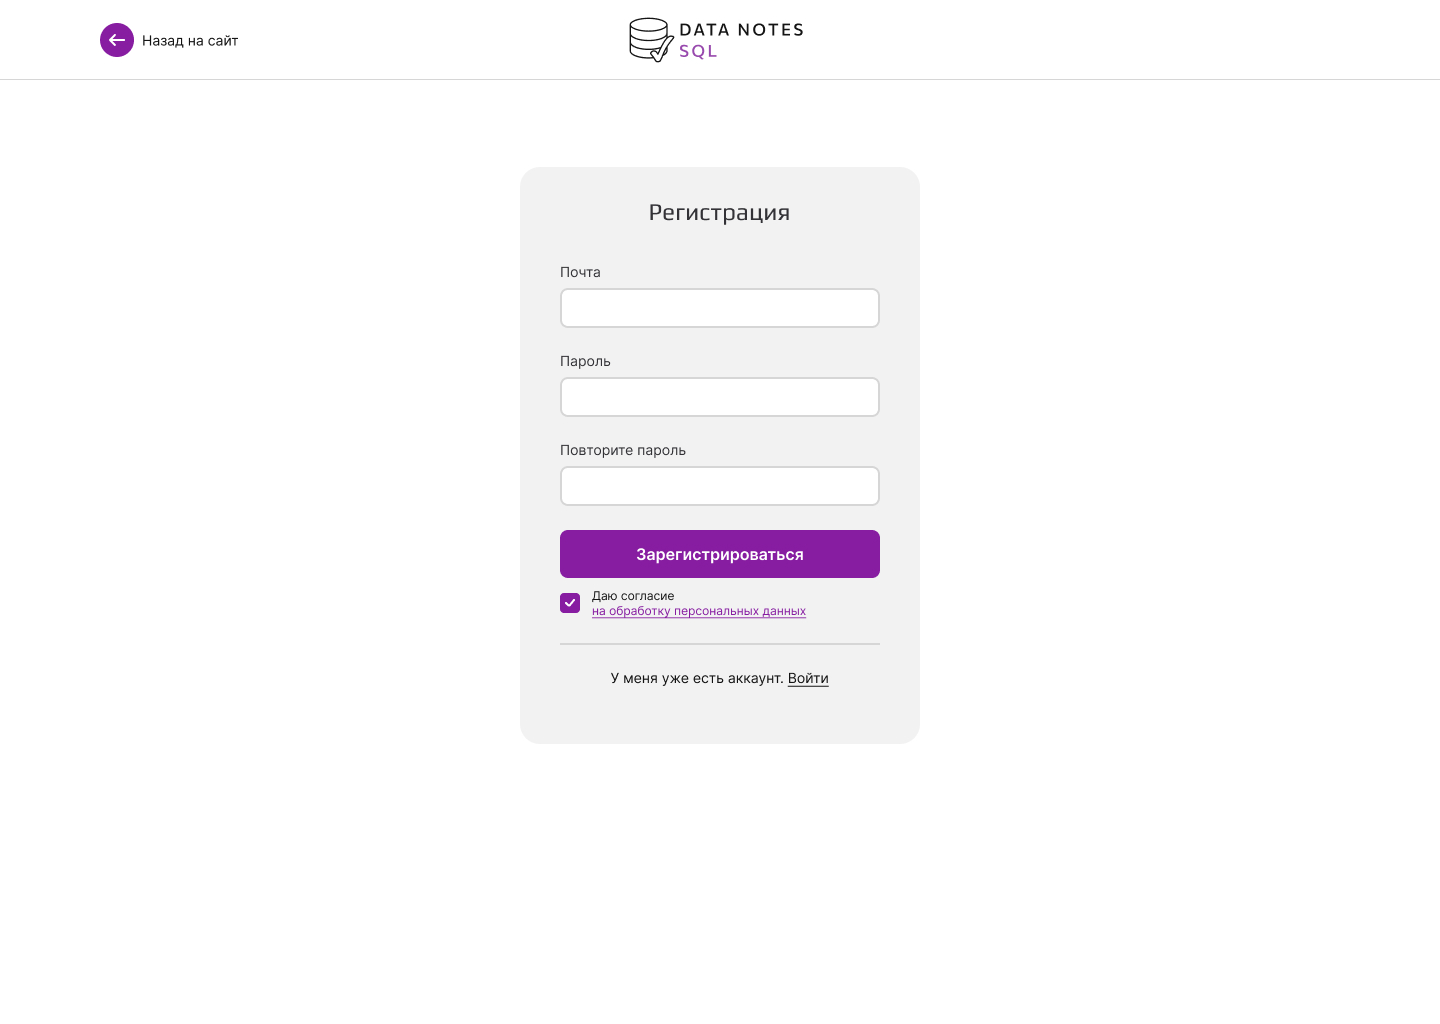 Назад на сайт
DATA NOTES
SQL
Регистрация
Почта
Пароль
Повторите пароль
Зарегистрироваться
Даю согласие
на обработку персональных данных
У меня уже есть аккаунт. Войти